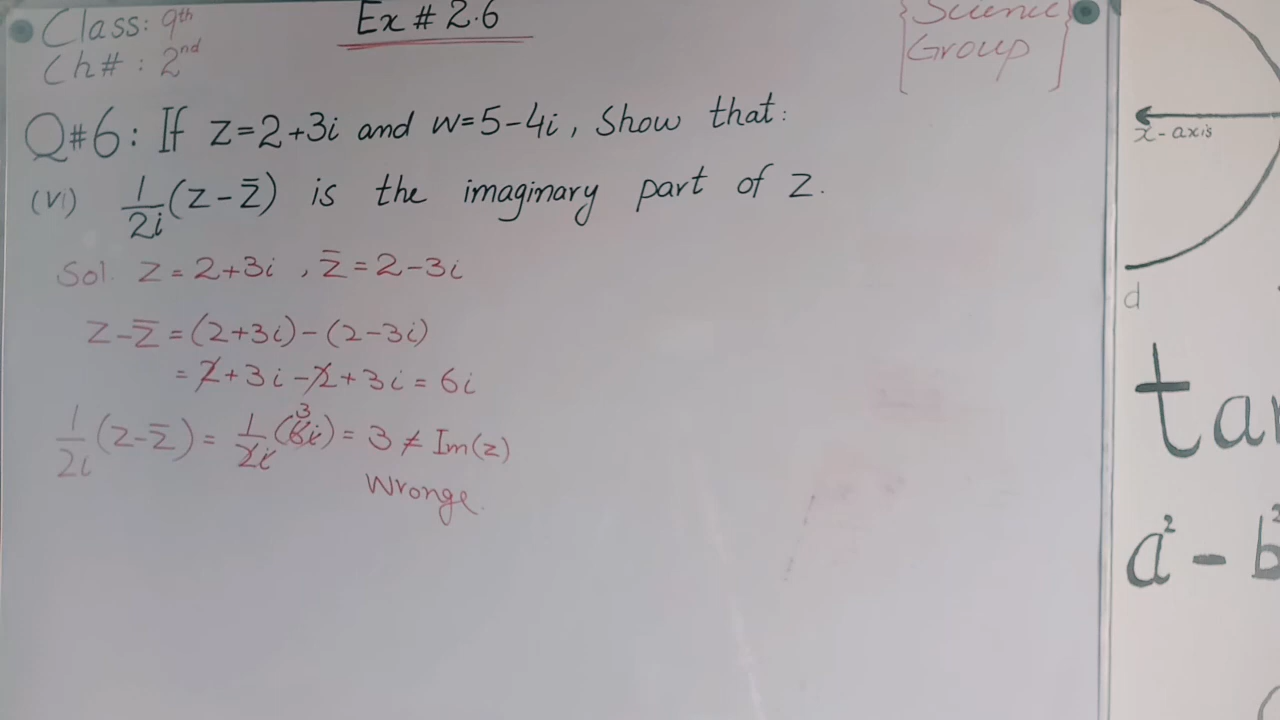 Class: 9th
Ch# : 2nd
Ex # 2.6
Science
Group
Q#6: If z=2+3i and w=5-4i, Show that:
(vi) 1/2i (z-z̄) is the imaginary part of z.
Sol. z = 2+3i , z̄ = 2-3i
z-z̄ = (2+3i) - (2-3i)
= 2+3i-2+3i = 6i
1/2i (z-z̄) = 1/2i (6i) 3 = 3 ≠ Im(z)
Wronge.
x-axis
d
a² - b